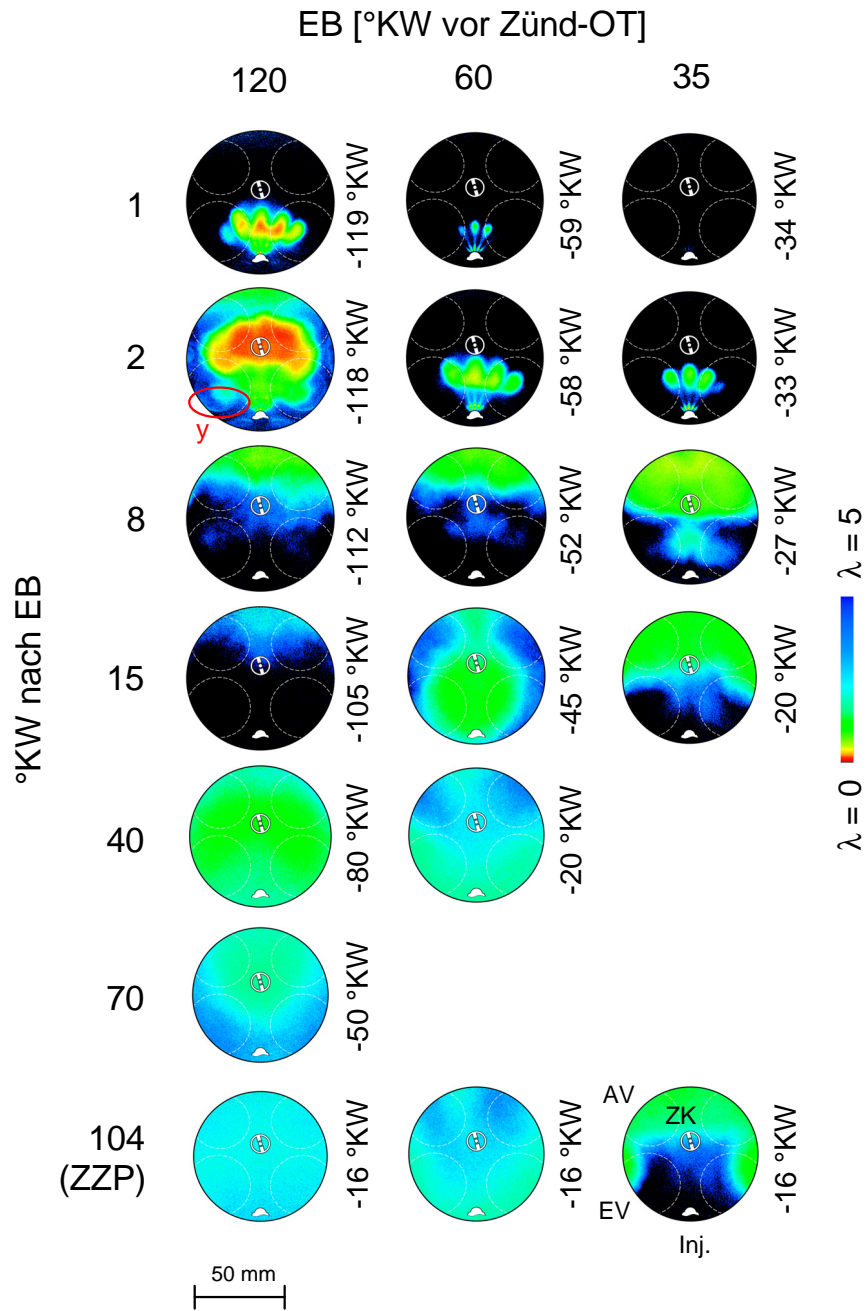 EB [°KW vor Zünd-OT]
120 60 35
1 -119 °KW -59 °KW -34 °KW
2 -118 °KW -58 °KW -33 °KW
y
8 -112 °KW -52 °KW -27 °KW
15 -105 °KW -45 °KW -20 °KW
40 -80 °KW -20 °KW
70 -50 °KW
104 -16 °KW -16 °KW -16 °KW
(ZZP)
AV
ZK
EV
Inj.
°KW nach EB
λ = 0 λ = 5
50 mm